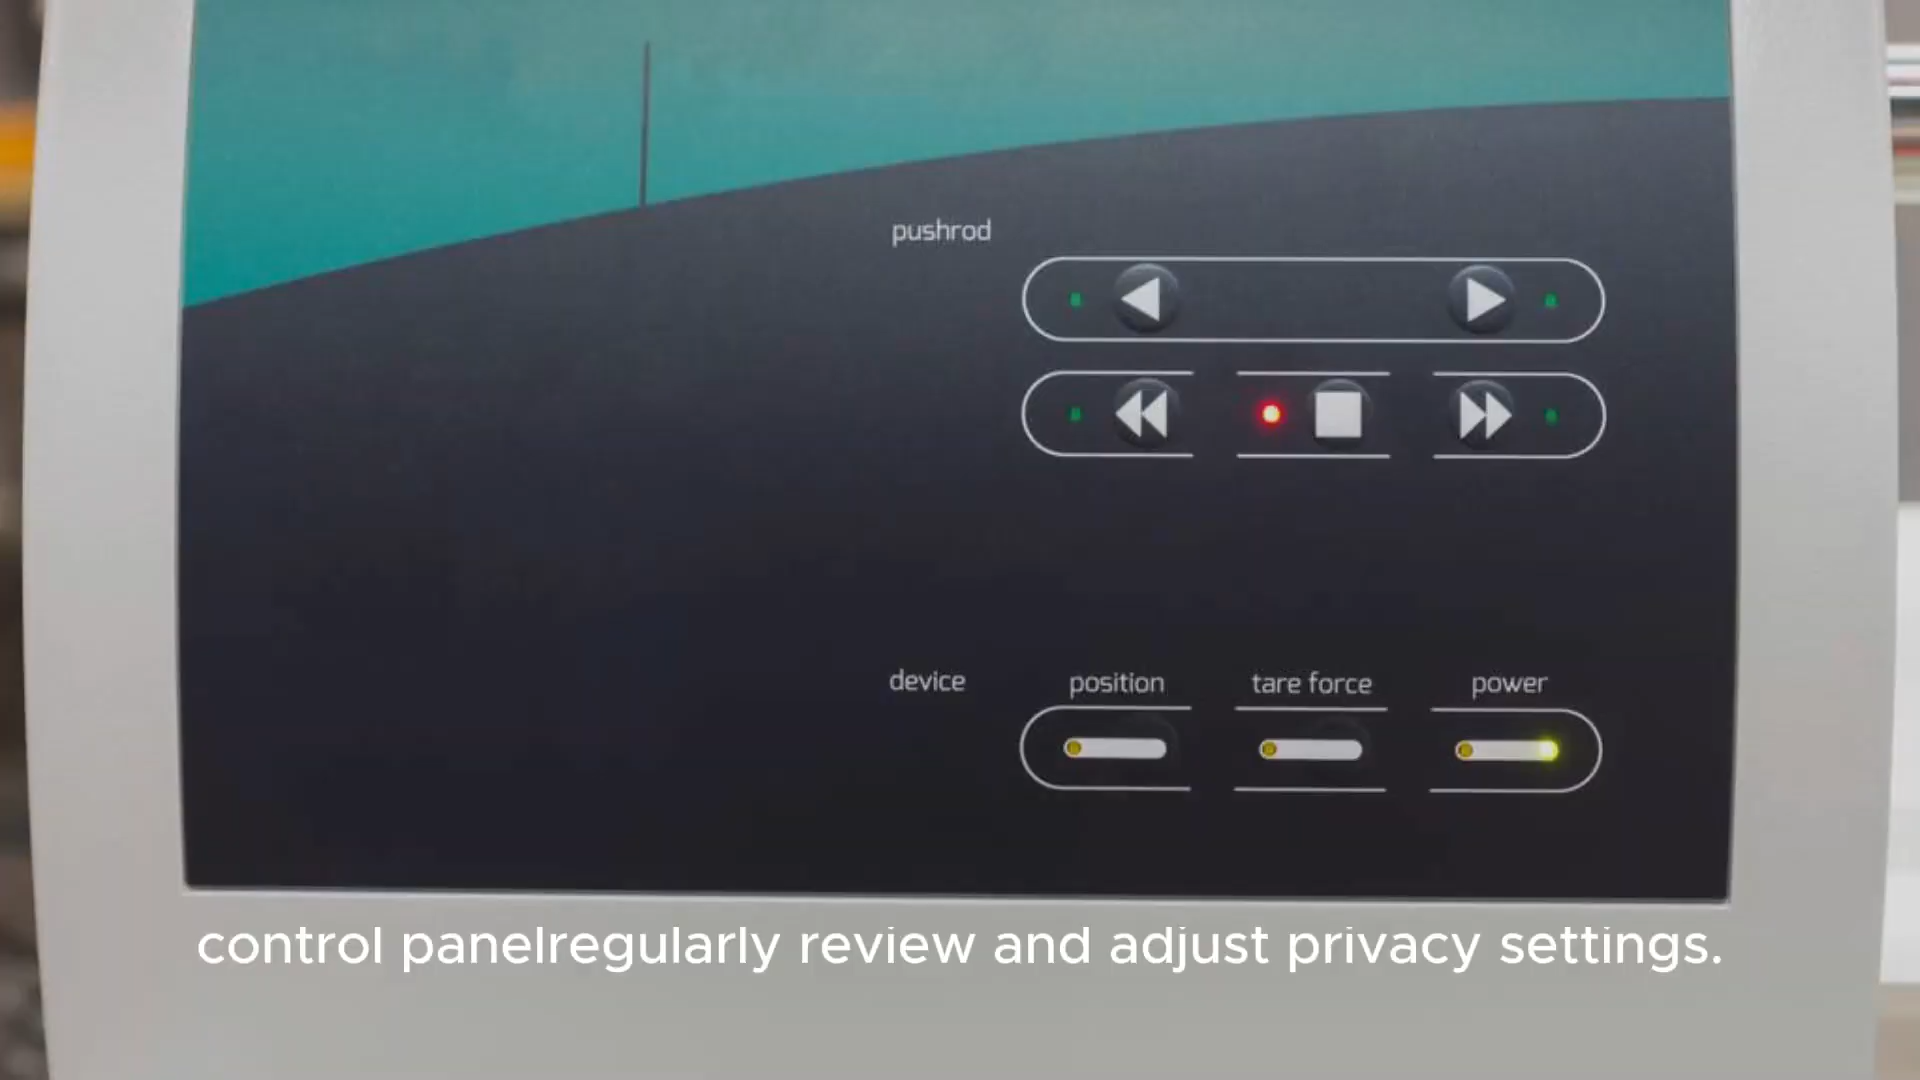 pushrod
device position tare force power
control panelregularly review and adjust privacy settings.